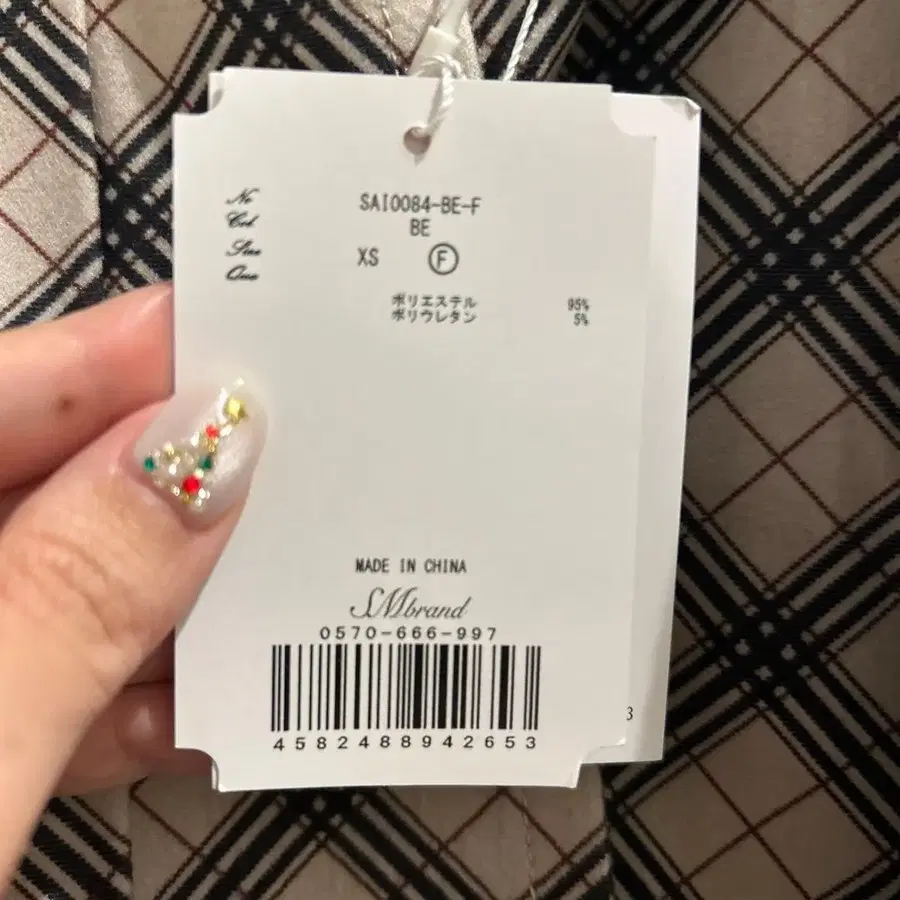 No
Col
Size
Qua
SAI0084-BE-F
BE
XS Ⓕ
ポリエステル 95%
ポリウレタン 5%
MADE IN CHINA
SMbrand
0570-666-997
4582488942653
3